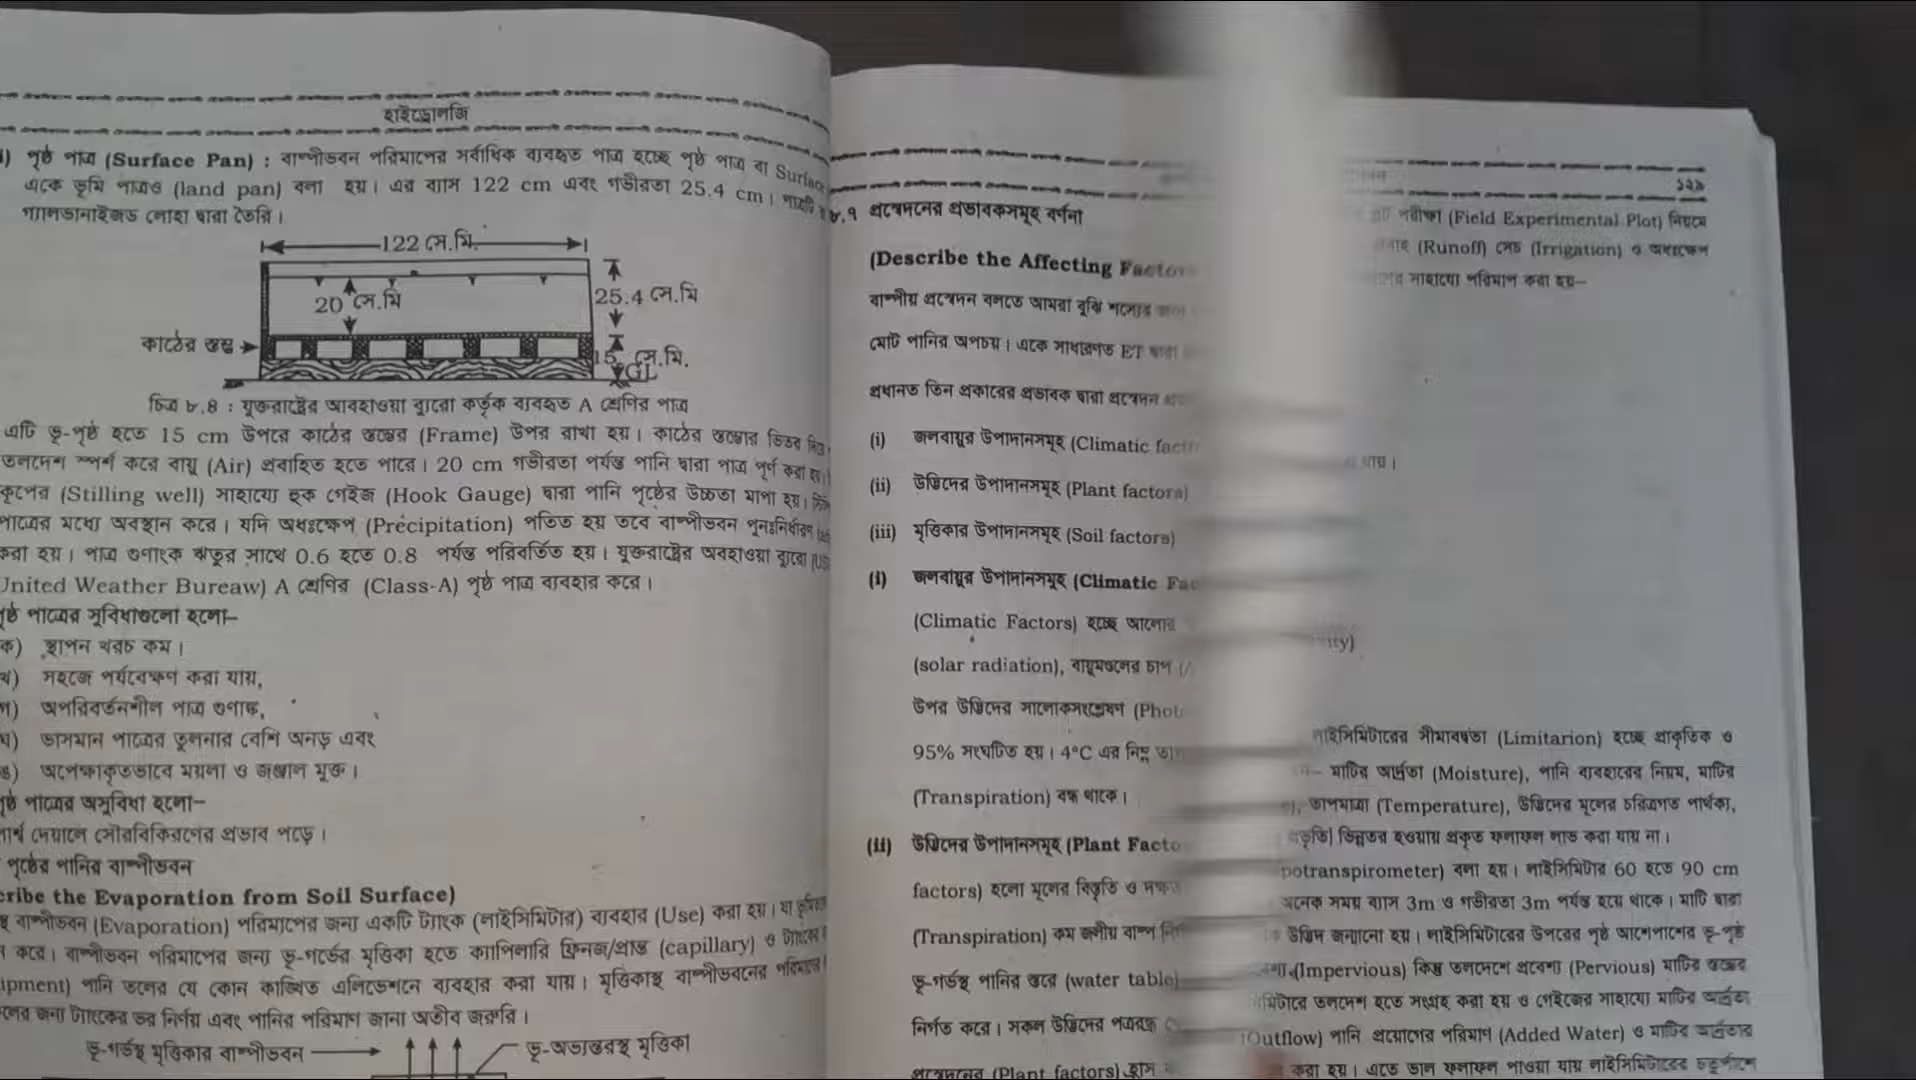 হাইড্রোলজি
পৃষ্ঠ পাত্র (Surface Pan) : বাষ্পীভবন পরিমাপের সর্বাধিক ব্যবহৃত পাত্র হচ্ছে পৃষ্ঠ পাত্র বা Surface
একে ভূমি পাত্রও (land pan) বলা হয়। এর ব্যাস 122 cm এবং গভীরতা 25.4 cm। পাত্রটি
গ্যালভানাইজড লোহা দ্বারা তৈরি।
122 সে.মি.
20 সে.মি
25.4 সে.মি
কাঠের স্তম্ভ
15 সে.মি.
GL
চিত্র ৮.৪ : যুক্তরাষ্ট্রের আবহাওয়া ব্যুরো কর্তৃক ব্যবহৃত A শ্রেণির পাত্র
এটি ভূ-পৃষ্ঠ হতে 15 cm উপরে কাঠের স্তম্ভের (Frame) উপর রাখা হয়। কাঠের স্তম্ভের ভিতর দিয়ে
তলদেশ স্পর্শ করে বায়ু (Air) প্রবাহিত হতে পারে। 20 cm গভীরতা পর্যন্ত পানি দ্বারা পাত্র পূর্ণ করা হয়।
কূপের (Stilling well) সাহায্যে হুক গেইজ (Hook Gauge) দ্বারা পানি পৃষ্ঠের উচ্চতা মাপা হয়।
পাত্রের মধ্যে অবস্থান করে। যদি অধঃক্ষেপ (Precipitation) পতিত হয় তবে বাষ্পীভবন পুনঃনির্ধারণ
করা হয়। পাত্র গুণাংক ঋতুর সাথে 0.6 হতে 0.8 পর্যন্ত পরিবর্তিত হয়। যুক্তরাষ্ট্রের অবহাওয়া ব্যুরো
United Weather Bureaw) A শ্রেণির (Class-A) পৃষ্ঠ পাত্র ব্যবহার করে।
পৃষ্ঠ পাত্রের সুবিধাগুলো হলো—
ক) স্থাপন খরচ কম।
খ) সহজে পর্যবেক্ষণ করা যায়,
গ) অপরিবর্তনশীল পাত্র গুণাঙ্ক,
ঘ) ভাসমান পাত্রের তুলনার বেশি অনড় এবং
ঙ) অপেক্ষাকৃতভাবে ময়লা ও জঞ্জাল মুক্ত।
পৃষ্ঠ পাত্রের অসুবিধা হলো—
পার্শ্ব দেয়ালে সৌরবিকিরণের প্রভাব পড়ে।
পৃষ্ঠের পানির বাষ্পীভবন
cribe the Evaporation from Soil Surface)
বাষ্পীভবন (Evaporation) পরিমাপের জন্য একটি ট্যাংক (লাইসিমিটার) ব্যবহার (Use) করা হয়। যা
করে। বাষ্পীভবন পরিমাপের জন্য ভূ-গর্ভের মৃত্তিকা হতে ক্যাপিলারি ফ্রিনজ/প্রান্ত (capillary) ও
ipment) পানি তলের যে কোন কাঙ্খিত এলিভেশনে ব্যবহার করা যায়। মৃত্তিকাস্থ বাষ্পীভবনের পরিমাপ
জন্য ট্যাংকের ভর নির্ণয় এবং পানির পরিমাণ জানা অতীব জরুরি।
ভূ-গর্ভস্থ মৃত্তিকার বাষ্পীভবন
ভূ-অভ্যন্তরস্থ মৃত্তিকা
৮.৭ প্রস্বেদনের প্রভাবকসমূহ বর্ণনা
(Describe the Affecting Factors
বাষ্পীয় প্রস্বেদন বলতে আমরা বুঝি শস্যের
মোট পানির অপচয়। একে সাধারণত ET
প্রধানত তিন প্রকারের প্রভাবক দ্বারা প্রস্বেদন
(i) জলবায়ুর উপাদানসমূহ (Climatic
(ii) উদ্ভিদের উপাদানসমূহ (Plant factors)
(iii) মৃত্তিকার উপাদানসমূহ (Soil factors)
(i) জলবায়ুর উপাদানসমূহ (Climatic
(Climatic Factors) হচ্ছে আলোর
(solar radiation), বায়ুমণ্ডলের চাপ
উপর উদ্ভিদের সালোকসংশ্লেষণ
95% সংঘটিত হয়। 4°C এর নিম্ন
(Transpiration) বন্ধ থাকে।
(ii) উদ্ভিদের উপাদানসমূহ (Plant
factors) হলো মূলের বিস্তৃতি ও
(Transpiration) কম জলীয় বাষ্প
ভূ-গর্ভস্থ পানির স্তরে (water table)
নির্গত করে। সকল উদ্ভিদের পত্ররন্ধ্র
প্রস্বেদনের (Plant factors) হ্রাস
১২৯
পরীক্ষা (Field Experimental Plot) নিয়মে
(Runoff) সেচ (Irrigation) ও অধঃক্ষেপ
সাহায্যে পরিমাপ করা হয়—
যায়।
লাইসিমিটারের সীমাবদ্ধতা (Limitarion) হচ্ছে প্রাকৃতিক ও
মাটির আর্দ্রতা (Moisture), পানি ব্যবহারের নিয়ম, মাটির
তাপমাত্রা (Temperature), উদ্ভিদের মূলের চরিত্রগত পার্থক্য,
প্রভৃতি] ভিন্নতর হওয়ায় প্রকৃত ফলাফল লাভ করা যায় না।
potranspirometer) বলা হয়। লাইসিমিটার 60 হতে 90 cm
অনেক সময় ব্যাস 3m ও গভীরতা 3m পর্যন্ত হয়ে থাকে। মাটি দ্বারা
উদ্ভিদ জন্মানো হয়। লাইসিমিটারের উপরের পৃষ্ঠ আশেপাশের ভূ-পৃষ্ঠ
(Impervious) কিন্তু তলদেশে প্রবেশ্য (Pervious) মাটির স্তম্ভের
তলদেশ হতে সংগ্রহ করা হয় ও গেইজের সাহায্যে মাটির আর্দ্রতা
(Outflow) পানি প্রয়োগের পরিমাণ (Added Water) ও মাটির আর্দ্রতার
করা হয়। এতে ভাল ফলাফল পাওয়া যায় লাইসিমিটারের চতুর্পাশে